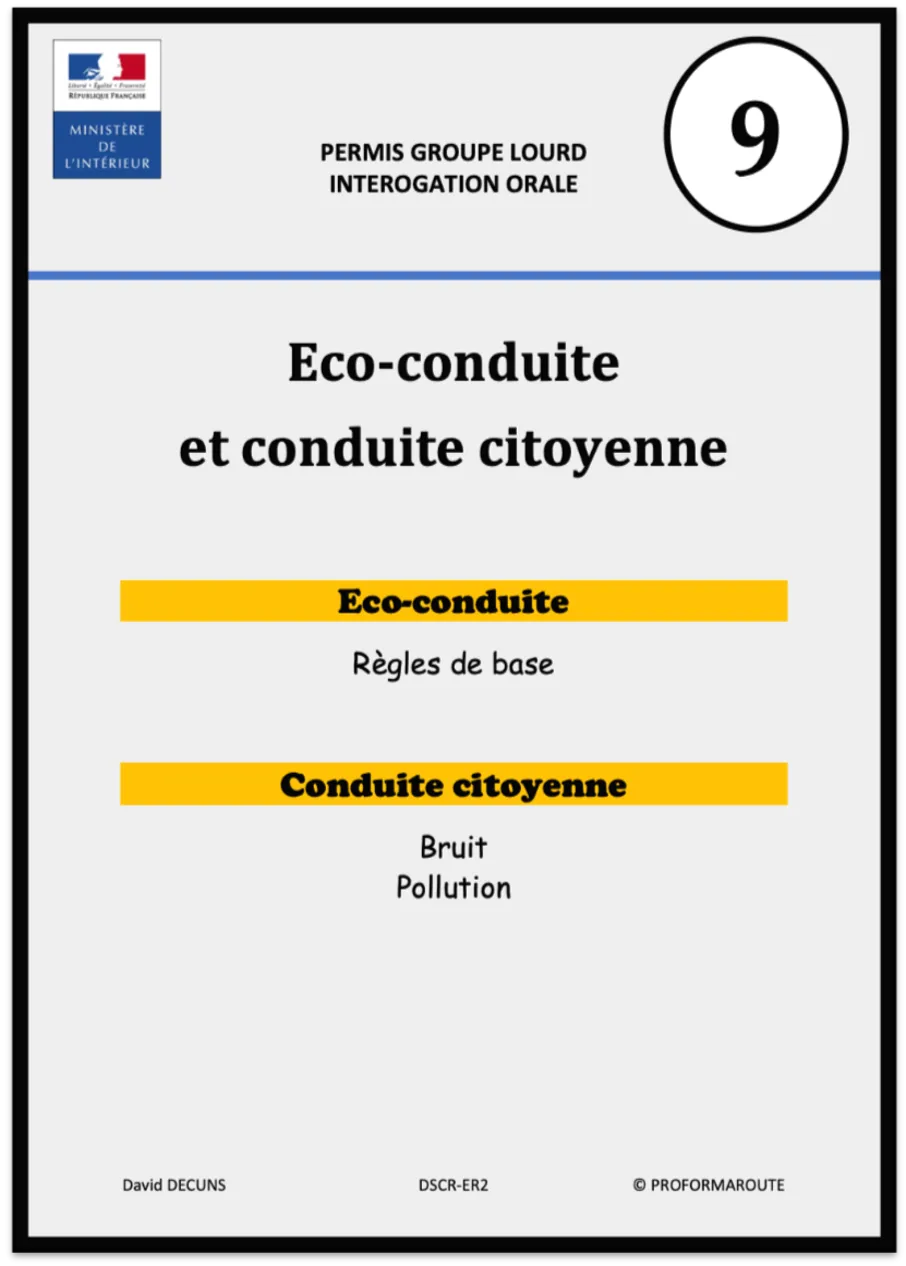 Liberté • Égalité • Fraternité
RÉPUBLIQUE FRANÇAISE
MINISTÈRE
DE
L'INTÉRIEUR
PERMIS GROUPE LOURD
INTEROGATION ORALE
9
Eco-conduite
et conduite citoyenne
Eco-conduite
Règles de base
Conduite citoyenne
Bruit
Pollution
David DECUNS DSCR-ER2 © PROFORMAROUTE